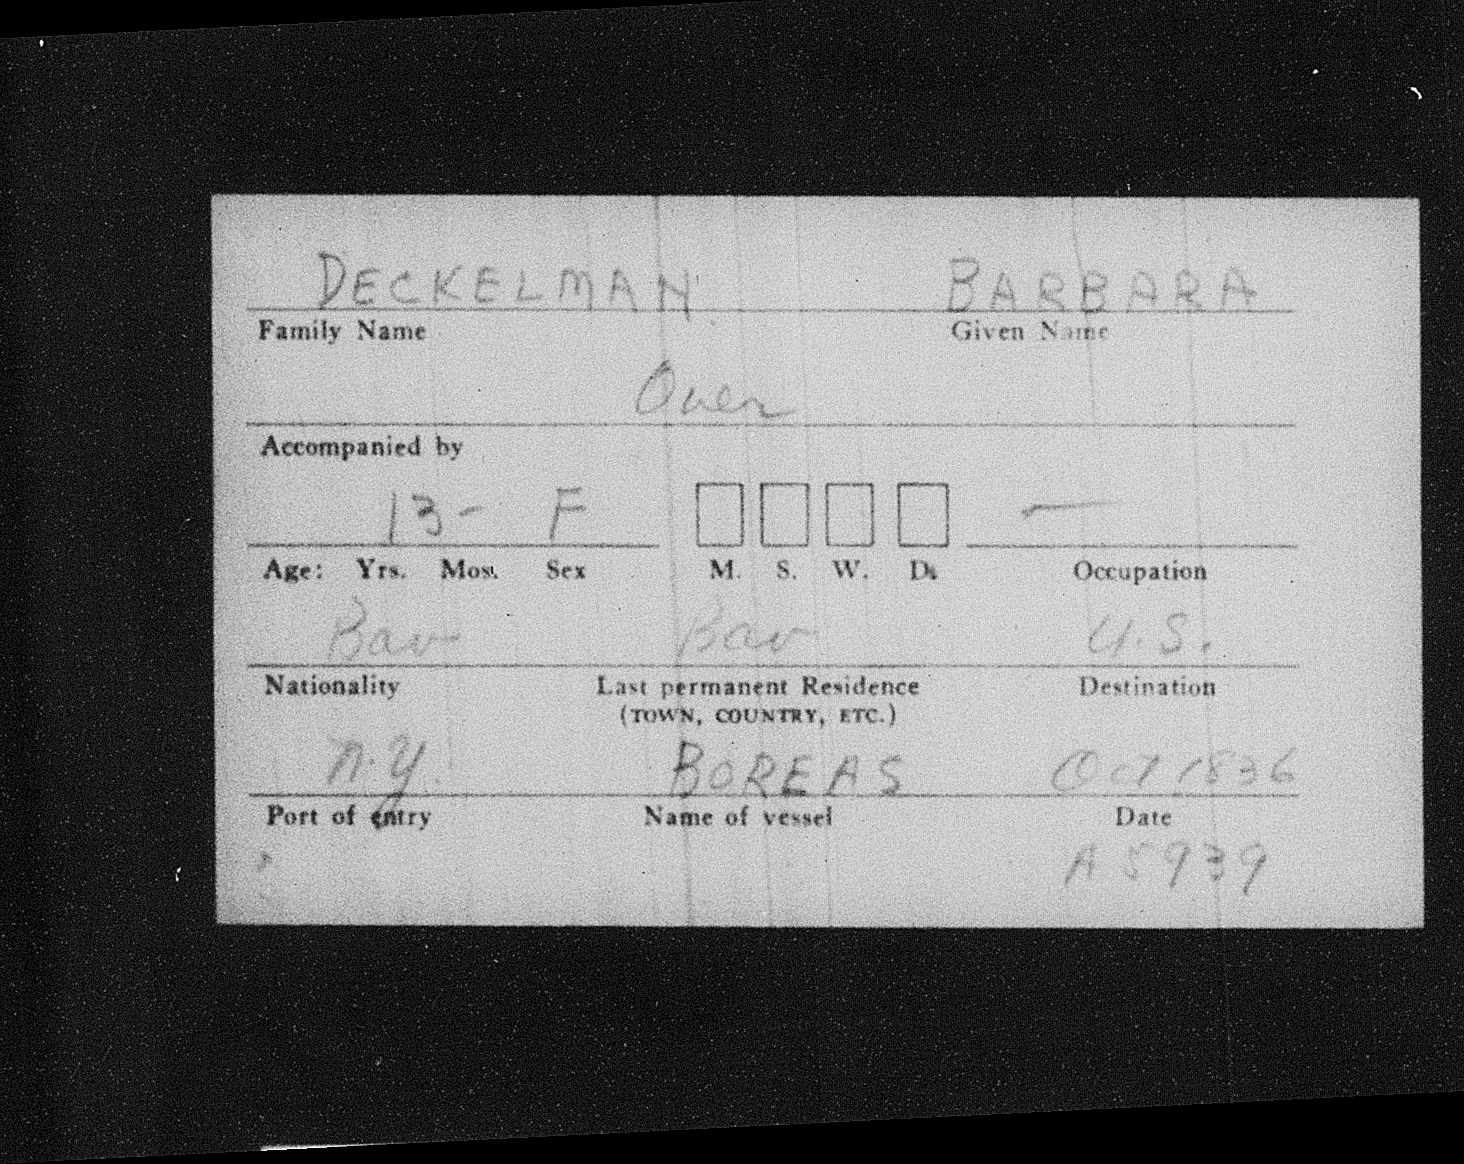 DECKELMAN BARBARA
Family Name Given Name
Over
Accompanied by
13 - F —
Age: Yrs. Mos. Sex M. S. W. D. Occupation
Bav Bav U.S.
Nationality Last permanent Residence Destination
(TOWN, COUNTRY, ETC.)
N.Y. BOREAS Oct 1836
Port of entry Name of vessel Date
A 5939